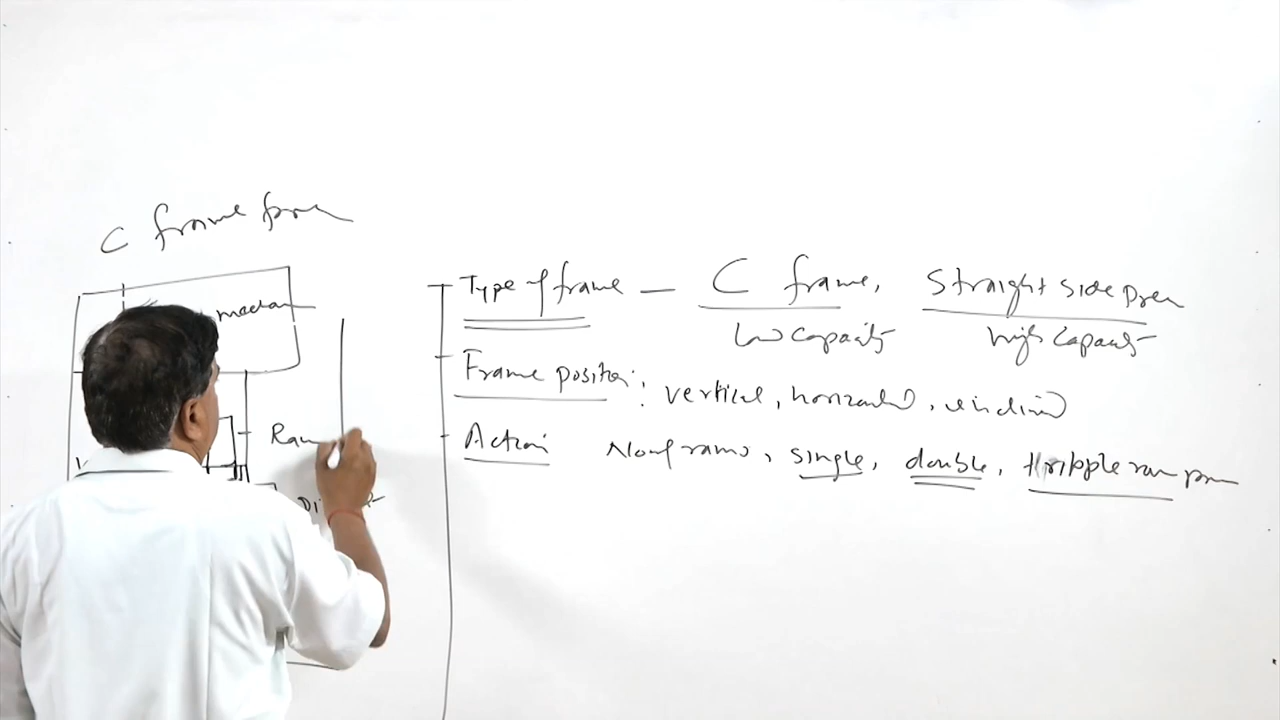 C frame press
Type of frame — C frame, Straight side press
low capacity
high capacity
Frame position: vertical, horizontal, inclined
Action No of rams, single, double, tripple ram press
mechan
Ram